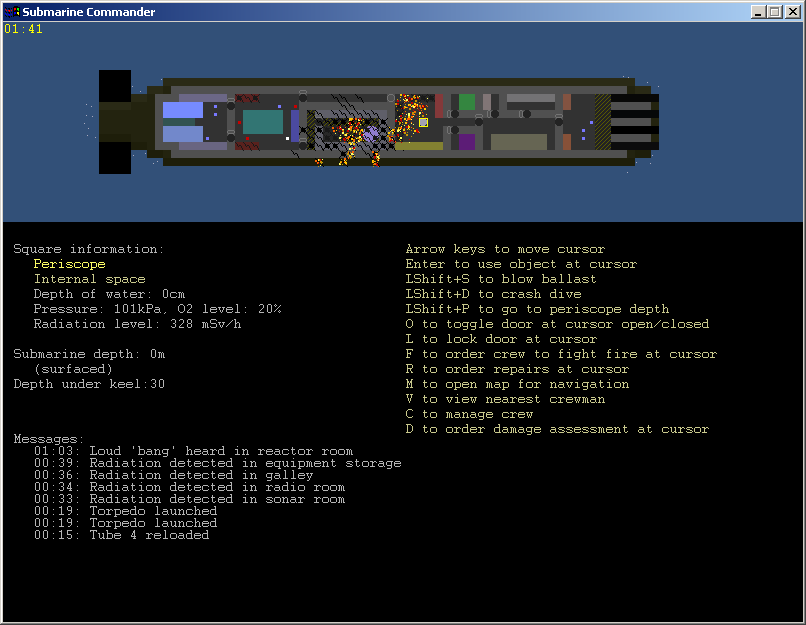 Submarine Commander
01:41
Square information:
Periscope
Internal space
Depth of water: 0cm
Pressure: 101kPa, O2 level: 20%
Radiation level: 328 mSv/h
Submarine depth: 0m
(surfaced)
Depth under keel:30
Arrow keys to move cursor
Enter to use object at cursor
LShift+S to blow ballast
LShift+D to crash dive
LShift+P to go to periscope depth
O to toggle door at cursor open/closed
L to lock door at cursor
F to order crew to fight fire at cursor
R to order repairs at cursor
M to open map for navigation
V to view nearest crewman
C to manage crew
D to order damage assessment at cursor
Messages:
01:03: Loud 'bang' heard in reactor room
00:39: Radiation detected in equipment storage
00:36: Radiation detected in galley
00:34: Radiation detected in radio room
00:33: Radiation detected in sonar room
00:19: Torpedo launched
00:19: Torpedo launched
00:15: Tube 4 reloaded